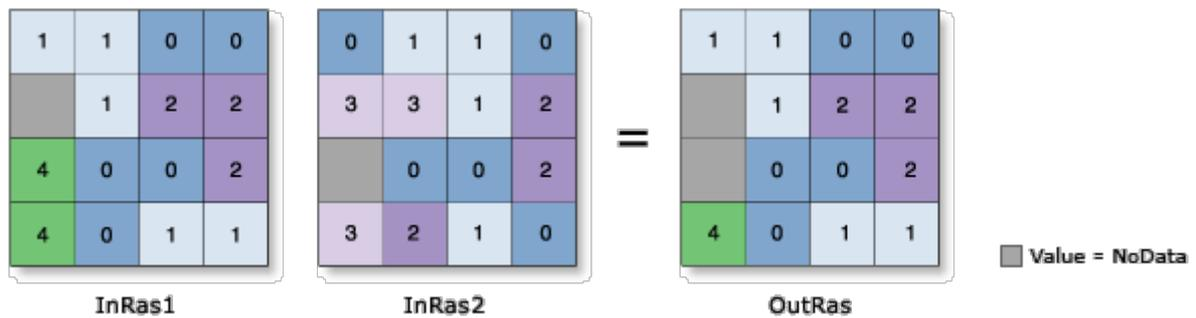 1 1 0 0 0 1 1 0 1 1 0 0
1 2 2 3 3 1 2 = 1 2 2
4 0 0 2 0 0 2 0 0 2
4 0 1 1 3 2 1 0 4 0 1 1
Value = NoData
InRas1 InRas2 OutRas